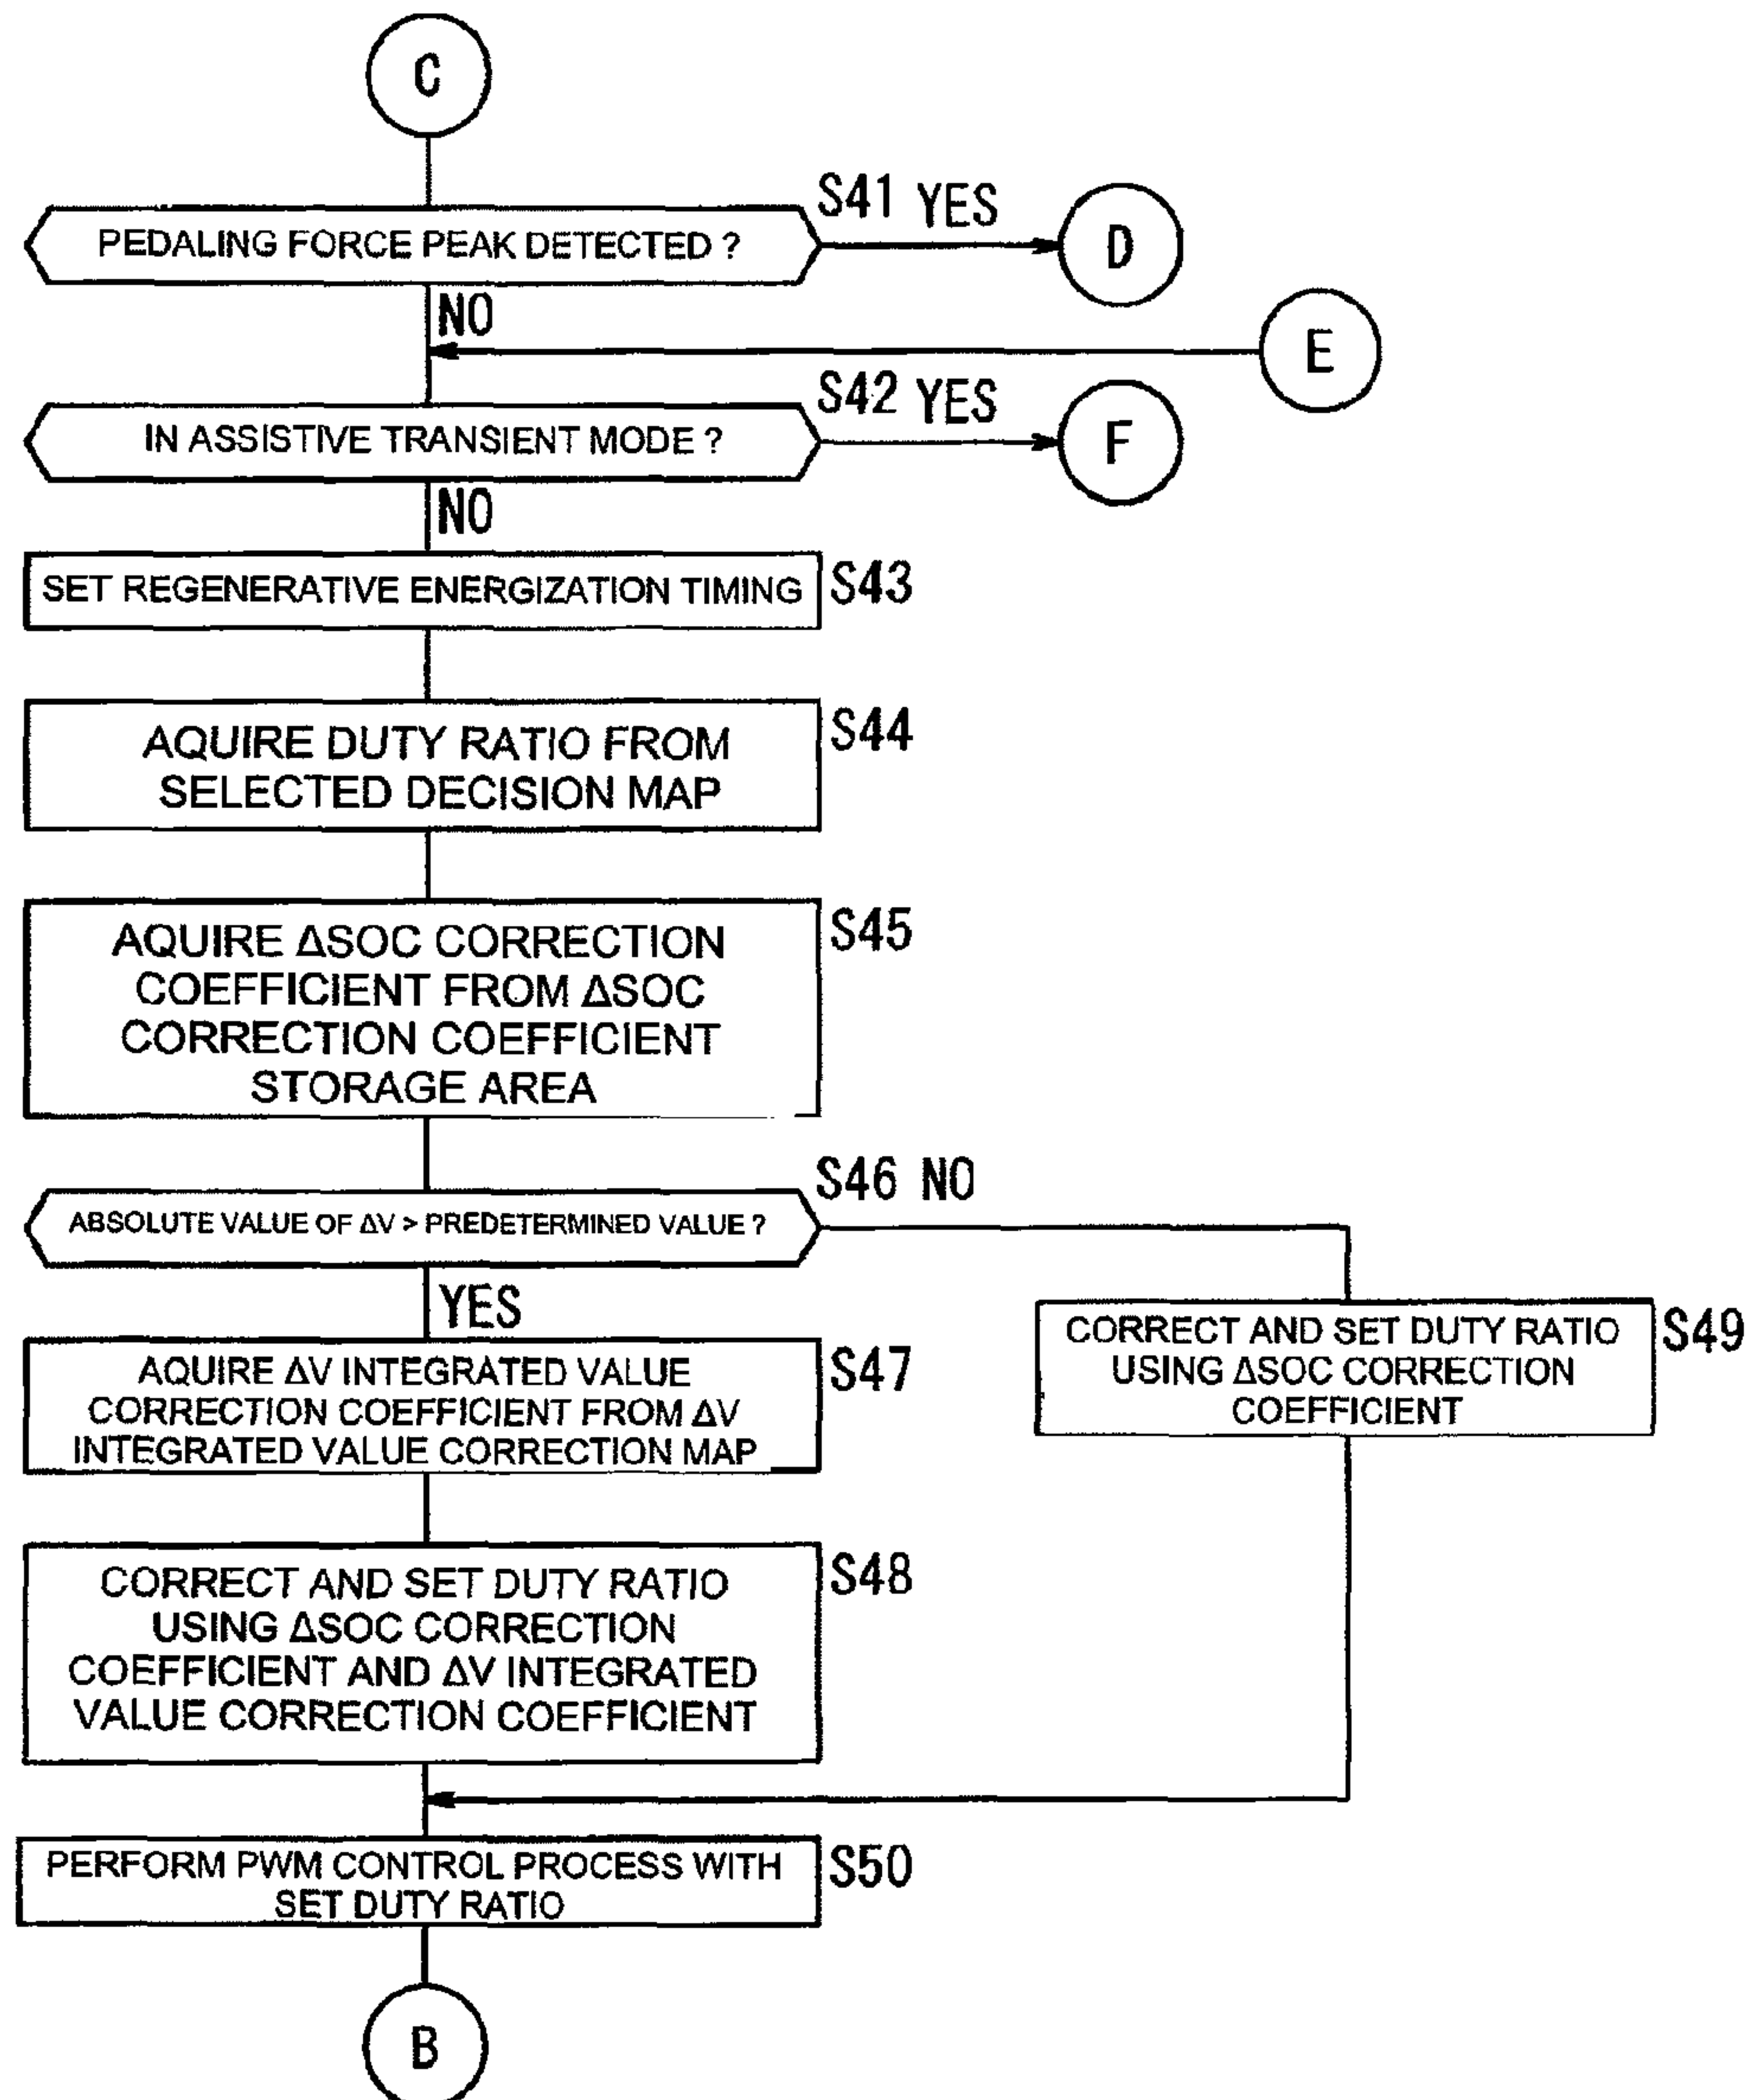 C
S41 YES
PEDALING FORCE PEAK DETECTED ?
D
NO
E
S42 YES
IN ASSISTIVE TRANSIENT MODE ?
F
NO
SET REGENERATIVE ENERGIZATION TIMING
S43
AQUIRE DUTY RATIO FROM
SELECTED DECISION MAP
S44
AQUIRE ΔSOC CORRECTION
COEFFICIENT FROM ΔSOC
CORRECTION COEFFICIENT
STORAGE AREA
S45
S46 NO
ABSOLUTE VALUE OF ΔV > PREDETERMINED VALUE ?
YES
AQUIRE ΔV INTEGRATED VALUE
CORRECTION COEFFICIENT FROM ΔV
INTEGRATED VALUE CORRECTION MAP
S47
CORRECT AND SET DUTY RATIO
USING ΔSOC CORRECTION
COEFFICIENT
S49
CORRECT AND SET DUTY RATIO
USING ΔSOC CORRECTION
COEFFICIENT AND ΔV INTEGRATED
VALUE CORRECTION COEFFICIENT
S48
PERFORM PWM CONTROL PROCESS WITH
SET DUTY RATIO
S50
B